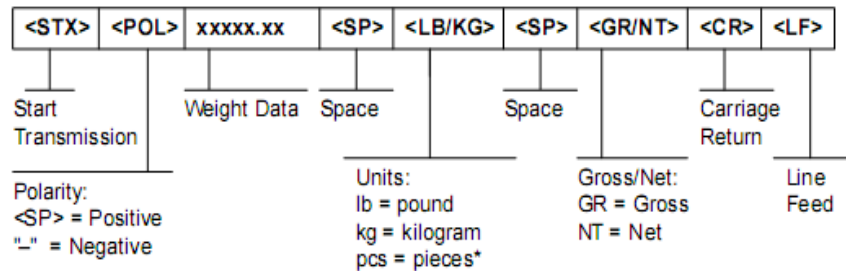 <STX> <POL> xxxxx.xx <SP> <LB/KG> <SP> <GR/NT> <CR> <LF>
Start
Transmission
Weight Data
Space
Space
Carriage
Return
Polarity:
<SP> = Positive
"–" = Negative
Units:
lb = pound
kg = kilogram
pcs = pieces*
Gross/Net:
GR = Gross
NT = Net
Line
Feed